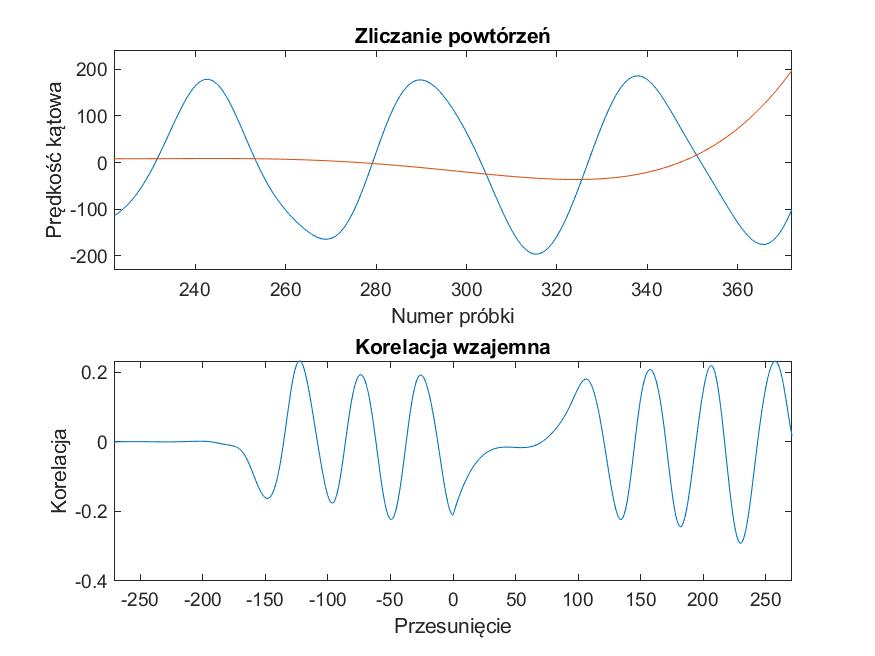 Zliczanie powtórzeń
200
100
0
-100
-200
Prędkość kątowa
240 260 280 300 320 340 360
Numer próbki
Korelacja wzajemna
0.2
0
-0.2
-0.4
Korelacja
-250 -200 -150 -100 -50 0 50 100 150 200 250
Przesunięcie